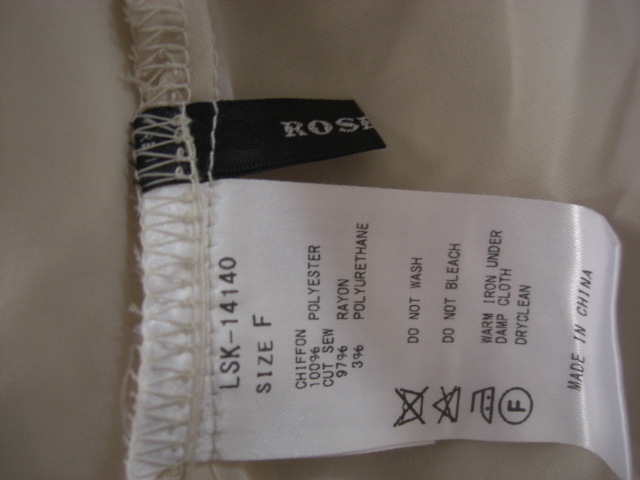 ROSE
LSK-14140
SIZE F
CHIFFON
100% POLYESTER
CUT SEW
97% RAYON
3% POLYURETHANE
DO NOT WASH
DO NOT BLEACH
WARM IRON UNDER
DAMP CLOTH
DRYCLEAN
F
MADE IN CHINA